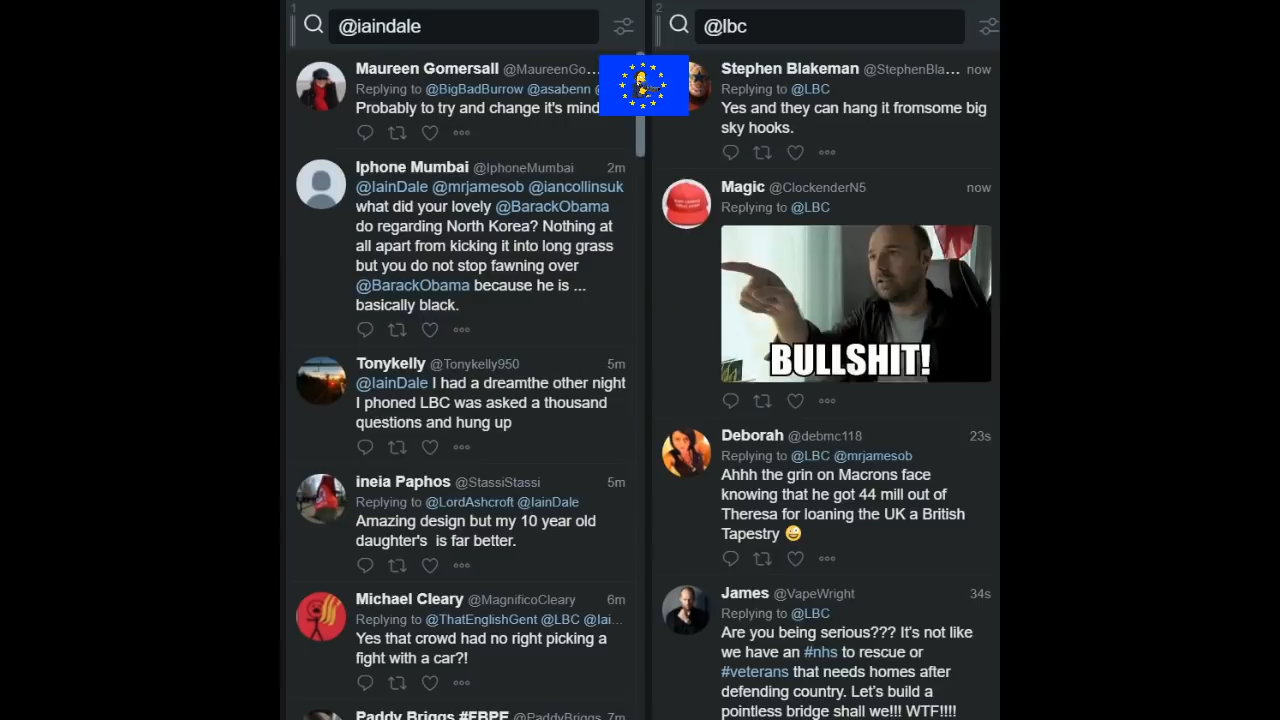 1
@iaindale
Maureen Gomersall @MaureenGo…
Replying to @BigBadBurrow @asabenn
Probably to try and change it's mind
Iphone Mumbai @IphoneMumbai 2m
@IainDale @mrjamesob @iancollinsuk
what did your lovely @BarackObama
do regarding North Korea? Nothing at
all apart from kicking it into long grass
but you do not stop fawning over
@BarackObama because he is ...
basically black.
Tonykelly @Tonykelly950 5m
@IainDale I had a dreamthe other night
I phoned LBC was asked a thousand
questions and hung up
ineia Paphos @StassiStassi 5m
Replying to @LordAshcroft @IainDale
Amazing design but my 10 year old
daughter's is far better.
Michael Cleary @MagnificoCleary 6m
Replying to @ThatEnglishGent @LBC @Iai…
Yes that crowd had no right picking a
fight with a car?!
Paddy Briggs #FBPE @PaddyBriggs 7m
2
@lbc
Stephen Blakeman @StephenBla… now
Replying to @LBC
Yes and they can hang it fromsome big
sky hooks.
Magic @ClockenderN5 now
Replying to @LBC
BULLSHIT!
Deborah @debmc118 23s
Replying to @LBC @mrjamesob
Ahhh the grin on Macrons face
knowing that he got 44 mill out of
Theresa for loaning the UK a British
Tapestry
James @VapeWright 34s
Replying to @LBC
Are you being serious??? It's not like
we have an #nhs to rescue or
#veterans that needs homes after
defending country. Let's build a
pointless bridge shall we!!! WTF!!!!